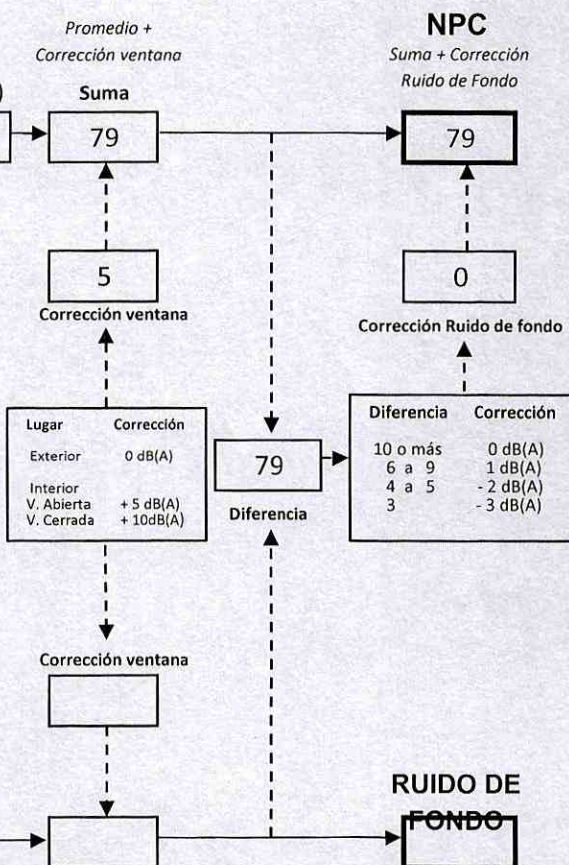 Promedio +
Corrección ventana
Suma
)
79
NPC
Suma + Corrección
Ruido de Fondo
79
5
Corrección ventana
0
Corrección Ruido de fondo
Lugar Corrección
Exterior 0 dB(A)
Interior
V. Abierta + 5 dB(A)
V. Cerrada + 10dB(A)
79
Diferencia
Diferencia Corrección
10 o más 0 dB(A)
6 a 9 1 dB(A)
4 a 5 - 2 dB(A)
3 - 3 dB(A)
Corrección ventana
RUIDO DE
FONDO